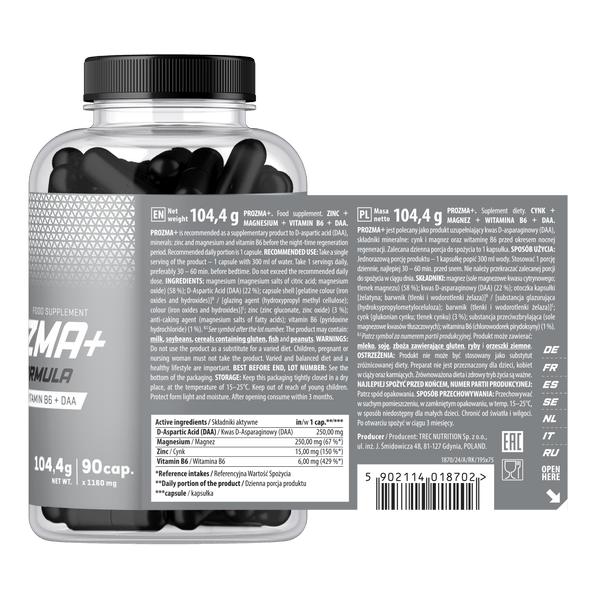 FOOD SUPPLEMENT
ZMA+
ORMULA
TAMIN B6 + DAA
104,4g
NET WT.
90cap.
x 1160 mg
EN Net weight 104,4 g PROZMA+. Food supplement. ZINC +
MAGNESIUM + VITAMIN B6 + DAA.
PROZMA+ is recommended as a supplementary product to D-aspartic acid (DAA),
minerals: zinc and magnesium and vitamin B6 before the night-time regeneration
period. Recommended daily portion is 1 capsule. RECOMMENDED USE: Take a single
serving of the product – 1 capsule with 300 ml of water. Take 1 servings daily,
preferably 30 – 60 min. before bedtime. Do not exceed the recommended daily
dose. INGREDIENTS: magnesium (magnesium salts of citric acid; magnesium
oxide) (58 %); D-Aspartic Acid (DAA) (22 %); capsule shell [gelatine colour (iron
oxides and hydroxides)]ᴬ / [glazing agent (hydroxypropyl methyl cellulose);
colour (iron oxides and hydroxides)]ᴮ; zinc (zinc gluconate, zinc oxide) (3 %);
anti-caking agent (magnesium salts of fatty acids); vitamin B6 (pyridoxine
hydrochloride) (1 %). See symbol after the lot number. The product may contain:
milk, soybeans, cereals containing gluten, fish and peanuts. WARNINGS:
Do not use the product as a substitute for a varied diet. Children, pregnant or
nursing woman must not take the product. Varied and balanced diet and a
healthy lifestyle are important. BEST BEFORE END, LOT NUMBER: See the
bottom of the packaging. STORAGE: Keep this packaging tightly closed in a dry
place, at the temperature of 15–25°C. Keep out of reach of young children.
Protect form light and moisture. After opening consume within 3 months.
Active ingredients / Składniki aktywne in/w 1 cap.**/***
D-Aspartic Acid (DAA) / Kwas D-Asparaginowy (DAA) 250,00 mg
Magnesium / Magnez 250,00 mg (67 %*)
Zinc / Cynk 15,00 mg (150 %*)
Vitamin B6 / Witamina B6 6,00 mg (429 %*)
*Reference intakes / Referencyjna Wartość Spożycia
**Daily portion of the product / Dzienna porcja produktu
***capsule / kapsułka
PL Masa netto 104,4 g PROZMA+. Suplement diety. CYNK +
MAGNEZ + WITAMINA B6 + DAA.
PROZMA+ jest polecany jako produkt uzupełniający kwas D-asparaginowy (DAA),
składniki mineralne: cynk i magnez oraz witaminę B6 przed okresem nocnej
regeneracji. Zalecana dzienna porcja do spożycia to 1 kapsułka. SPOSÓB UŻYCIA:
Jednorazową porcję produktu – 1 kapsułkę popić 300 ml wody. Stosować 1 porcję
dziennie, najlepiej 30 – 60 min. przed snem. Nie należy przekraczać zalecanej porcji
do spożycia w ciągu dnia. SKŁADNIKI: magnez (sole magnezowe kwasu cytrynowego;
tlenek magnezu) (58 %); kwas D-asparaginowy (DAA) (22 %); otoczka kapsułki
[żelatyna; barwnik (tlenki i wodorotlenki żelaza)]ᴬ / [substancja glazurująca
(hydroksypropylometyloceluloza); barwnik (tlenki i wodorotlenki żelaza)]ᴮ;
cynk (glukonian cynku; tlenek cynku) (3 %); substancja przeciwzbrylająca (sole
magnezowe kwasów tłuszczowych); witamina B6 (chlorowodorek pirydoksyny) (1 %).
Patrz symbol za numerem partii produkcyjnej. Produkt może zawierać:
mleko, soję, zboża zawierające gluten, ryby i orzeszki ziemne.
OSTRZEŻENIA: Produkt nie może być stosowany jako substytut
zróżnicowanej diety. Preparat nie jest przeznaczony dla dzieci, kobiet
w ciąży oraz karmiących. Zrównoważona dieta i zdrowy tryb życia są ważne.
NAJLEPIEJ SPOŻYĆ PRZED KOŃCEM, NUMER PARTII PRODUKCYJNEJ:
Patrz spód opakowania. SPOSÓB PRZECHOWYWANIA: Przechowywać
w suchym pomieszczeniu, w zamkniętym opakowaniu, w temp. 15–25°C, w
sposób niedostępny dla małych dzieci. Chronić od światła i wilgoci.
Po otwarciu spożyć w ciągu 3 miesięcy.
Producer / Producent: TREC NUTRITION Sp. z o.o.,
ul. inż. J. Śmidowicza 48, 81-127 Gdynia, POLAND.
EAC
1870/24/A/RK/195x75
5 902114 018702 >
DE
FR
ES
SE
NL
IT
RU
OPEN
HERE